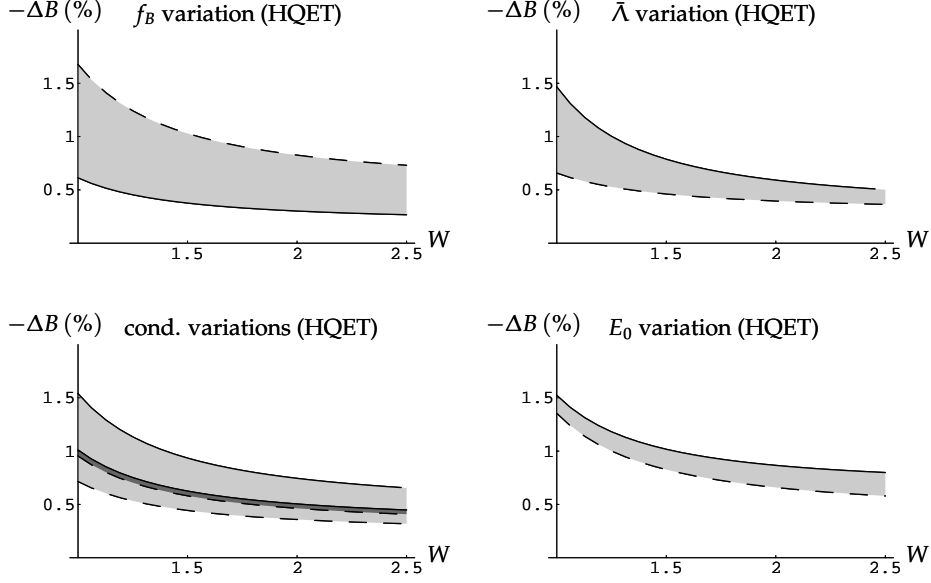 −ΔB (%) f_B variation (HQET)
1.5
1
0.5
1.5 2 2.5 W
−ΔB (%) Λ̄ variation (HQET)
1.5
1
0.5
1.5 2 2.5 W
−ΔB (%) cond. variations (HQET)
1.5
1
0.5
1.5 2 2.5 W
−ΔB (%) E_0 variation (HQET)
1.5
1
0.5
1.5 2 2.5 W